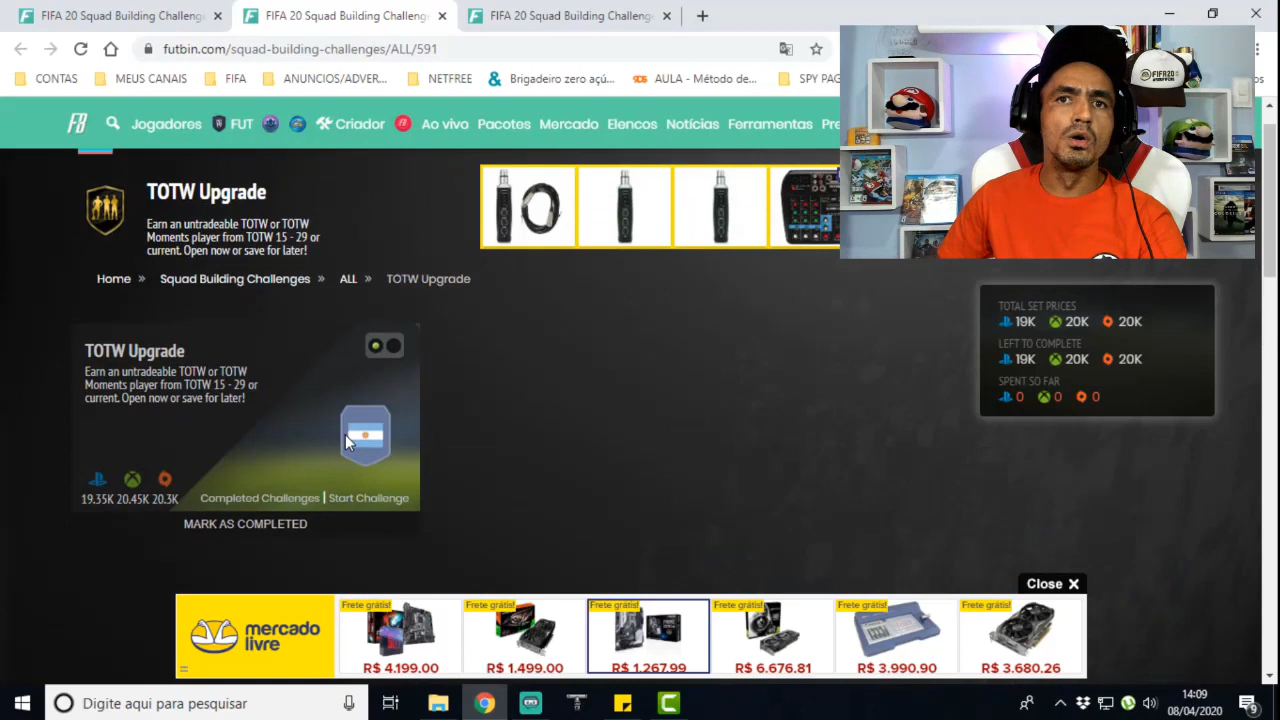 FIFA 20 Squad Building Challenge
FIFA 20 Squad Building Challeng
FIFA 20 Squad Building Challenge
futbin.com/squad-building-challenges/ALL/591
CONTAS
MEUS CANAIS
FIFA
ANUNCIOS/ADVER...
NETFREE
Brigadeiro zero açú...
AULA - Método de...
SPY PAG
Jogadores
FUT
Criador
Ao vivo
Pacotes
Mercado
Elencos
Notícias
Ferramentas
Pre
FIFA20
TOTW Upgrade
Earn an untradeable TOTW or TOTW
Moments player from TOTW 15 - 29 or
current. Open now or save for later!
Home » Squad Building Challenges » ALL » TOTW Upgrade
TOTAL SET PRICES
19K 20K 20K
LEFT TO COMPLETE
19K 20K 20K
SPENT SO FAR
0 0 0
TOTW Upgrade
Earn an untradeable TOTW or TOTW
Moments player from TOTW 15 - 29 or
current. Open now or save for later!
19.35K 20.45K 20.3K
Completed Challenges | Start Challenge
MARK AS COMPLETED
Close X
mercado
livre
Frete grátis!
Frete grátis!
Frete grátis!
Frete grátis!
Frete grátis!
Frete grátis!
R$ 4.199.00
R$ 1.499.00
R$ 1.267.99
R$ 6.676.81
R$ 3.990.90
R$ 3.680.26
Digite aqui para pesquisar
14:09
08/04/2020
9